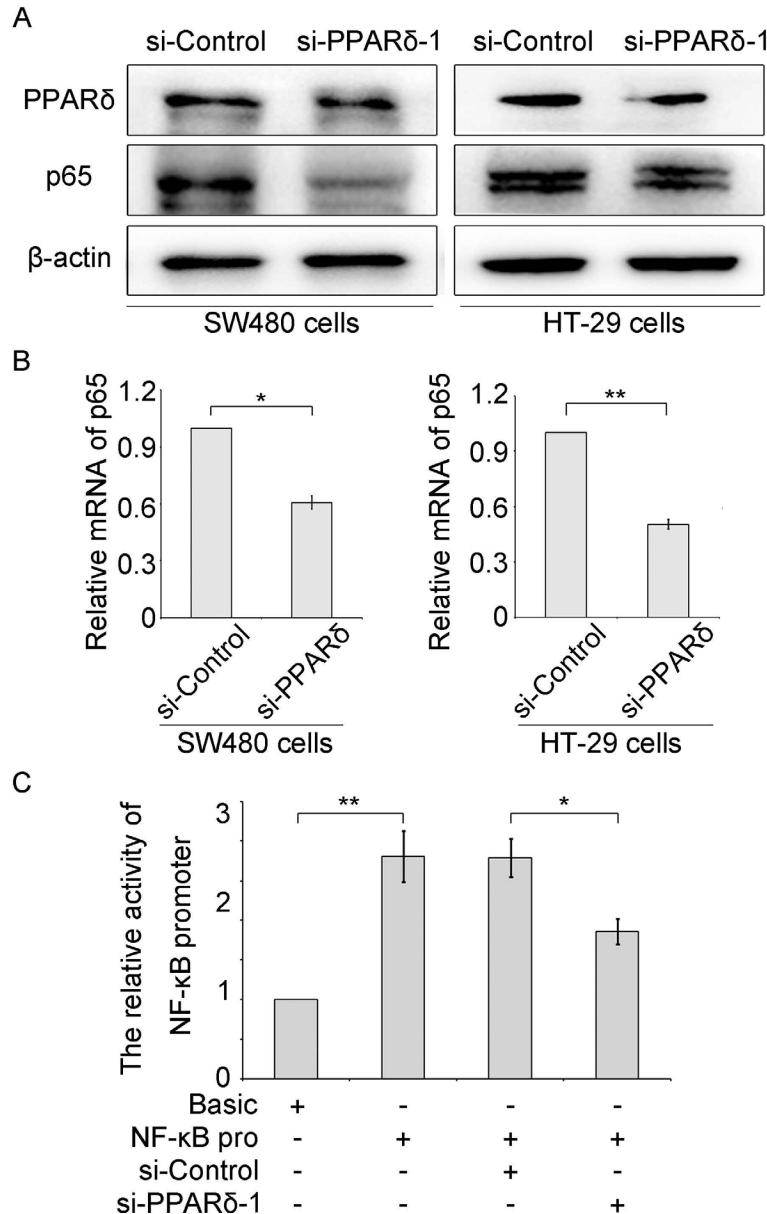 A
si-Control si-PPARδ-1 si-Control si-PPARδ-1
PPARδ
p65
β-actin
SW480 cells HT-29 cells
B
Relative mRNA of p65
1.2
0.9
0.6
0.3
0
*
si-Control
si-PPARδ
SW480 cells
Relative mRNA of p65
1.2
0.9
0.6
0.3
0
**
si-Control
si-PPARδ
HT-29 cells
C
The relative activity of
NF-κB promoter
3
2
1
0
** *
Basic + - - -
NF-κB pro - + + +
si-Control - - + -
si-PPARδ-1 - - - +